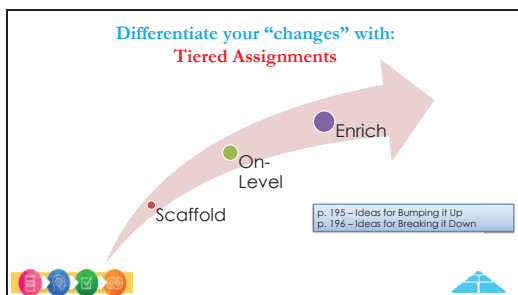 Differentiate your “changes” with:
Tiered Assignments
Enrich
On-
Level
Scaffold
p. 195 – Ideas for Bumping it Up
p. 196 – Ideas for Breaking it Down